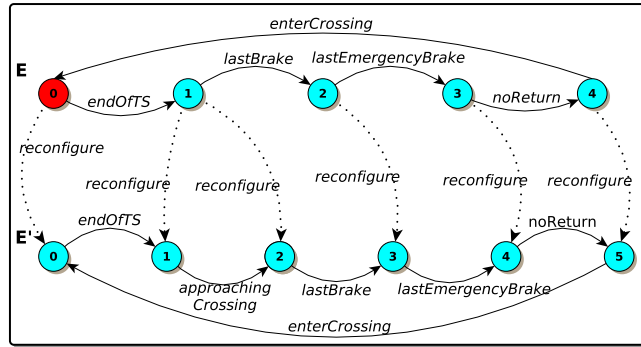 enterCrossing
E
lastBrake
lastEmergencyBrake
0
1
2
3
4
endOfTS
noReturn
reconfigure
reconfigure
reconfigure
reconfigure
reconfigure
reconfigure
endOfTS
noReturn
E'
0
1
2
3
4
5
approaching
Crossing
lastBrake
lastEmergencyBrake
enterCrossing